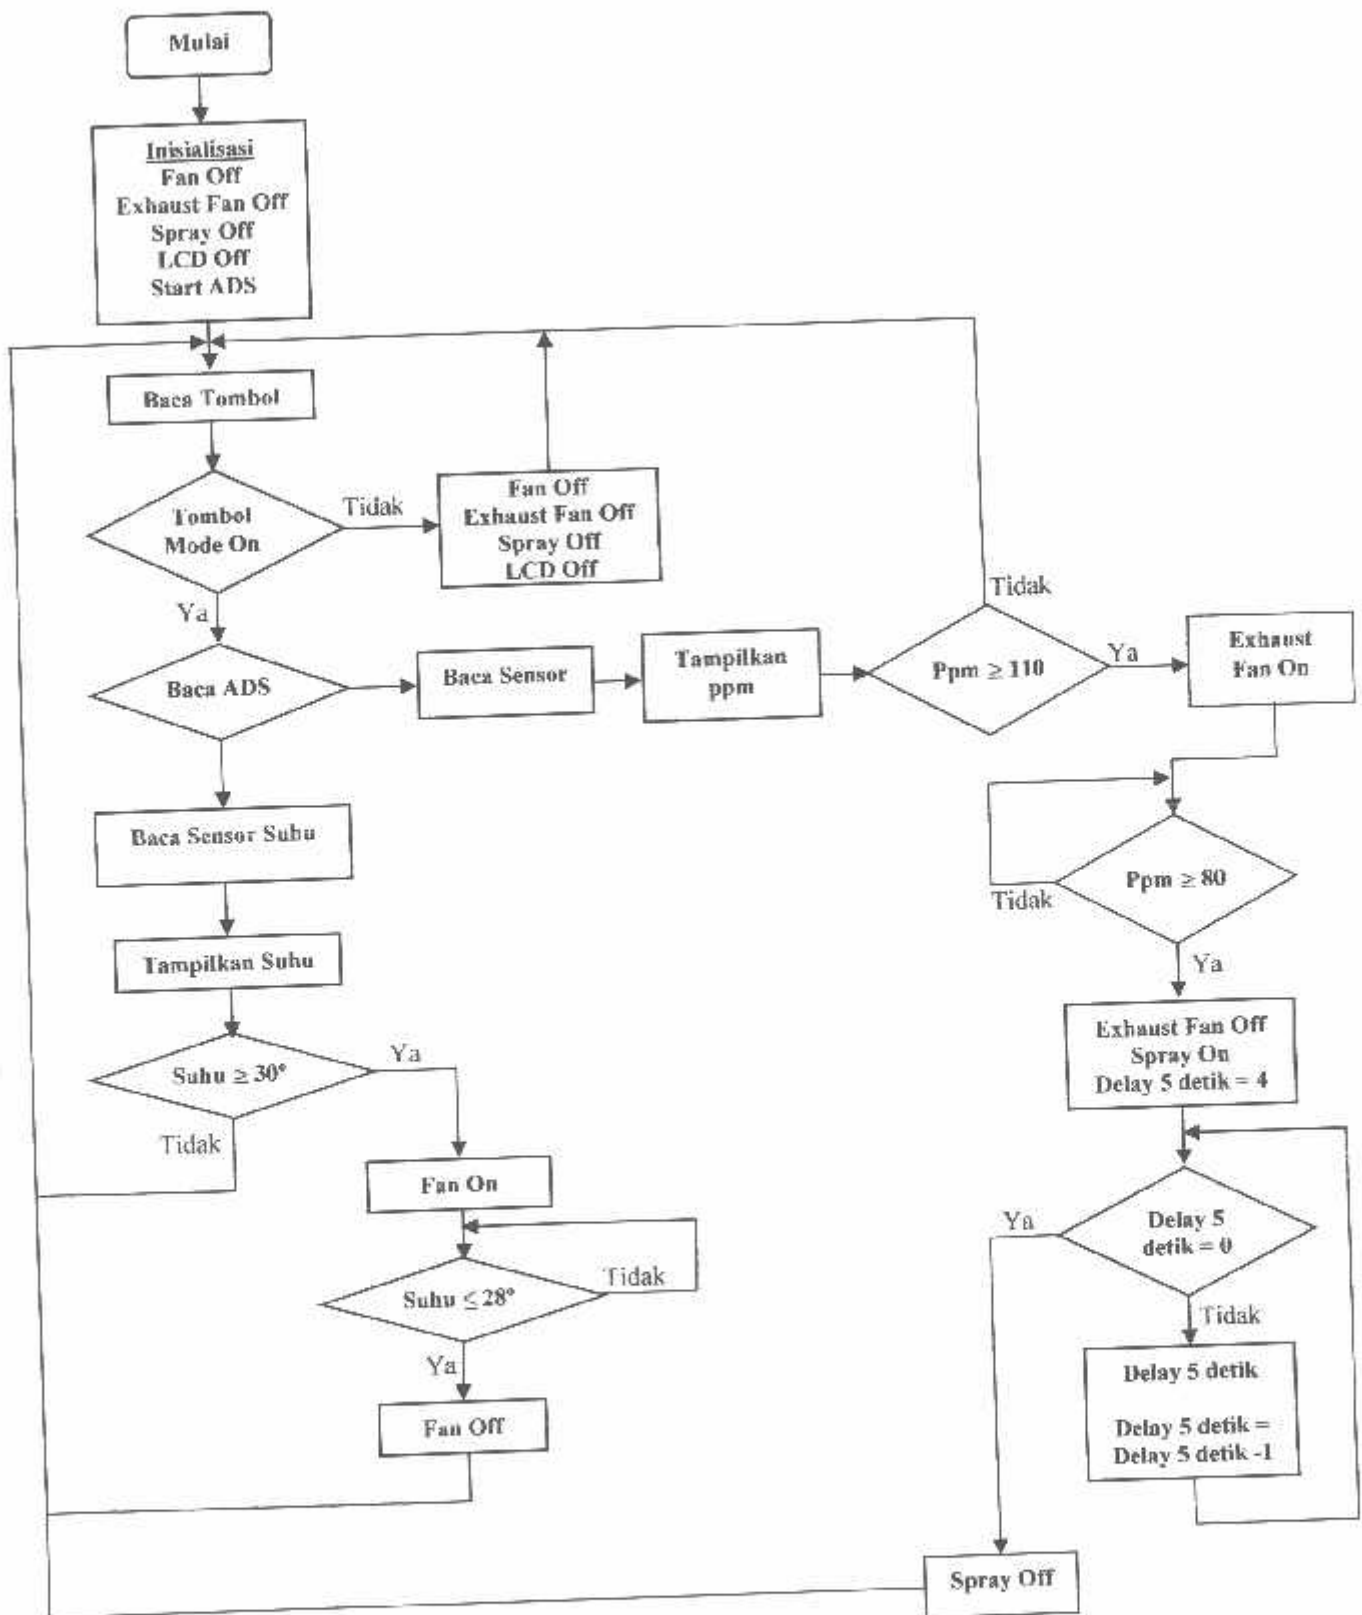 Mulai
Inisialisasi
Fan Off
Exhaust Fan Off
Spray Off
LCD Off
Start ADS
Baca Tombol
Tombol
Mode On
Tidak
Fan Off
Exhaust Fan Off
Spray Off
LCD Off
Ya
Baca ADS
Baca Sensor
Tampilkan
ppm
Ppm ≥ 110
Tidak
Ya
Exhaust
Fan On
Baca Sensor Suhu
Ppm ≥ 80
Tidak
Ya
Tampilkan Suhu
Exhaust Fan Off
Spray On
Delay 5 detik = 4
Suhu ≥ 30°
Ya
Tidak
Fan On
Delay 5
detik = 0
Ya
Tidak
Suhu ≤ 28°
Tidak
Ya
Delay 5 detik
Delay 5 detik =
Delay 5 detik -1
Fan Off
Spray Off